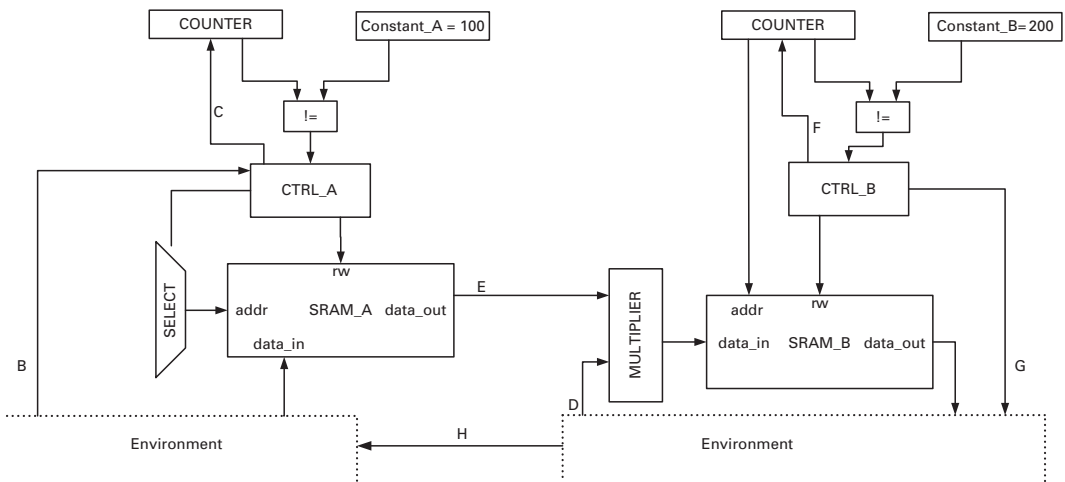 COUNTER
Constant_A = 100
COUNTER
Constant_B=200
C
!=
F
!=
CTRL_A
CTRL_B
SELECT
rw
addr SRAM_A data_out
data_in
E
MULTIPLIER
rw
addr
data_in SRAM_B data_out
B
D
G
Environment
H
Environment